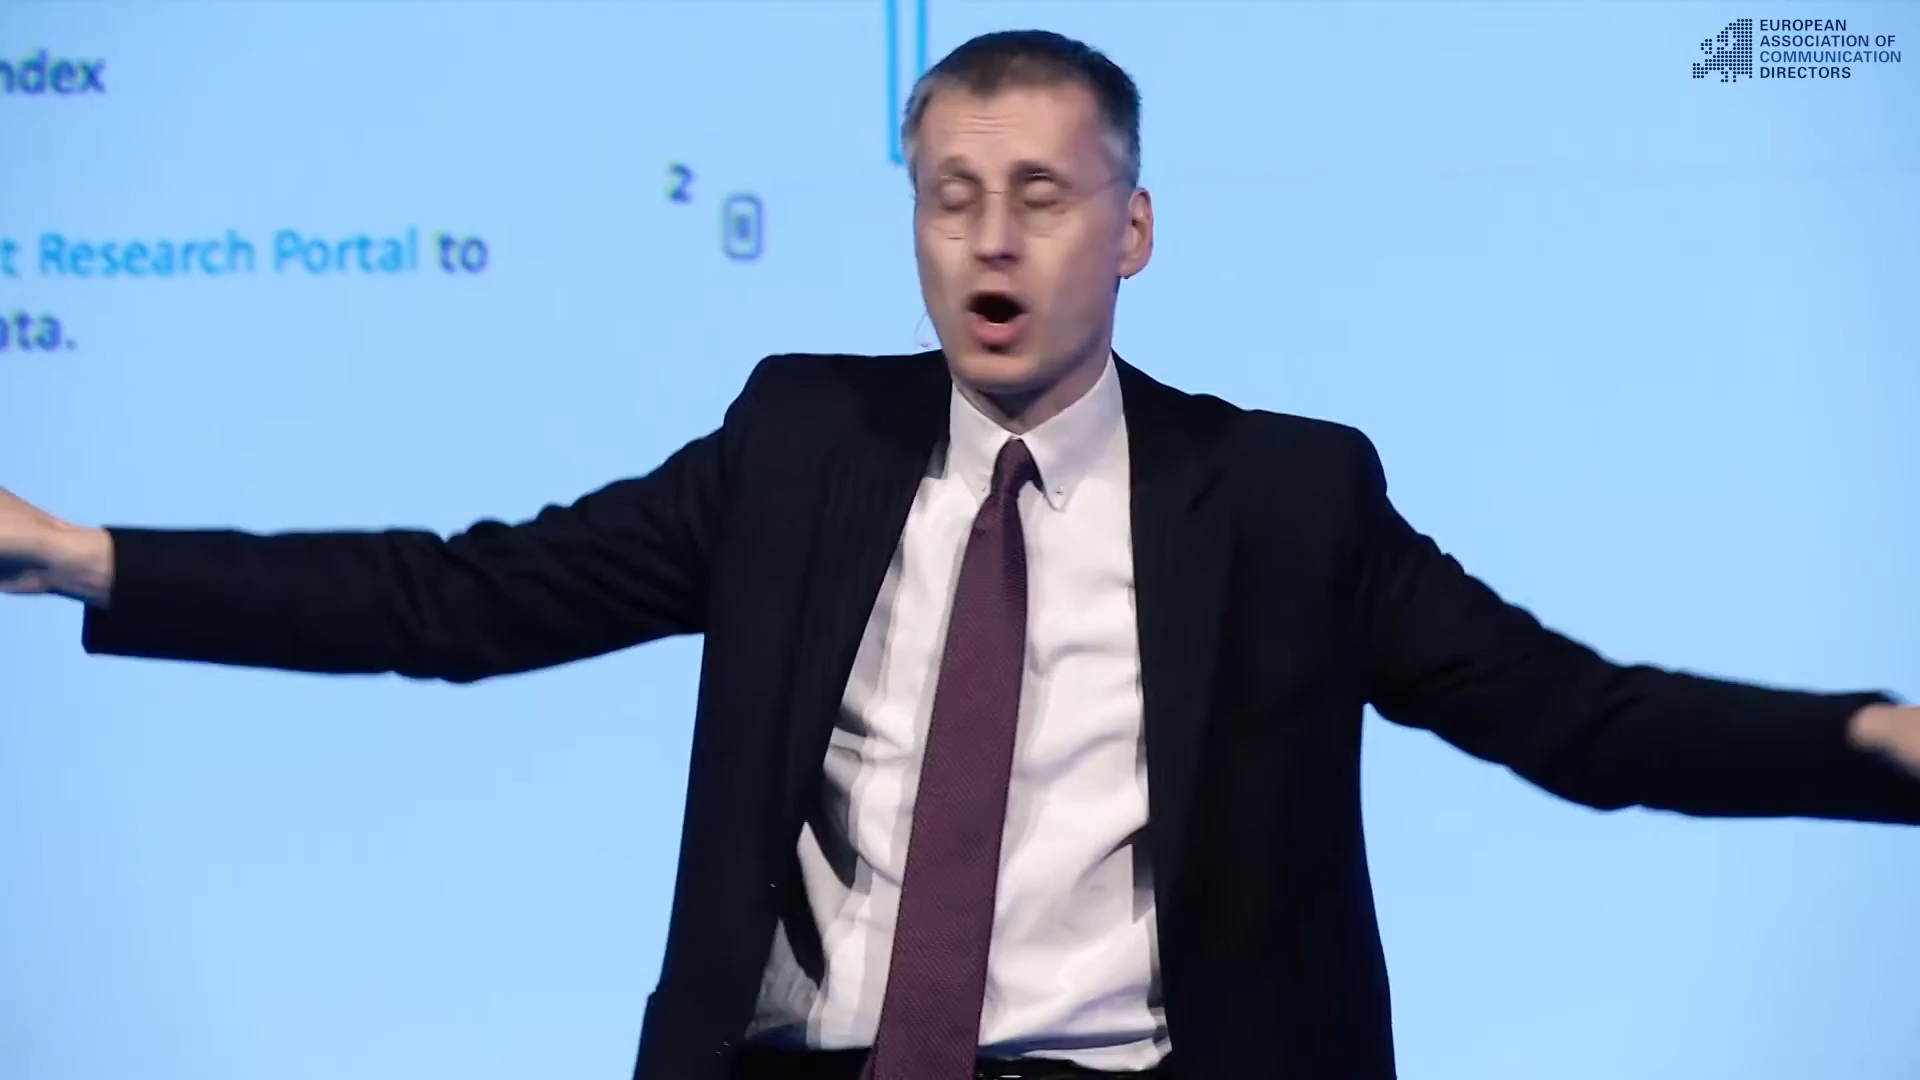 ndex
2
t Research Portal to
ata.
EUROPEAN
ASSOCIATION OF
COMMUNICATION
DIRECTORS